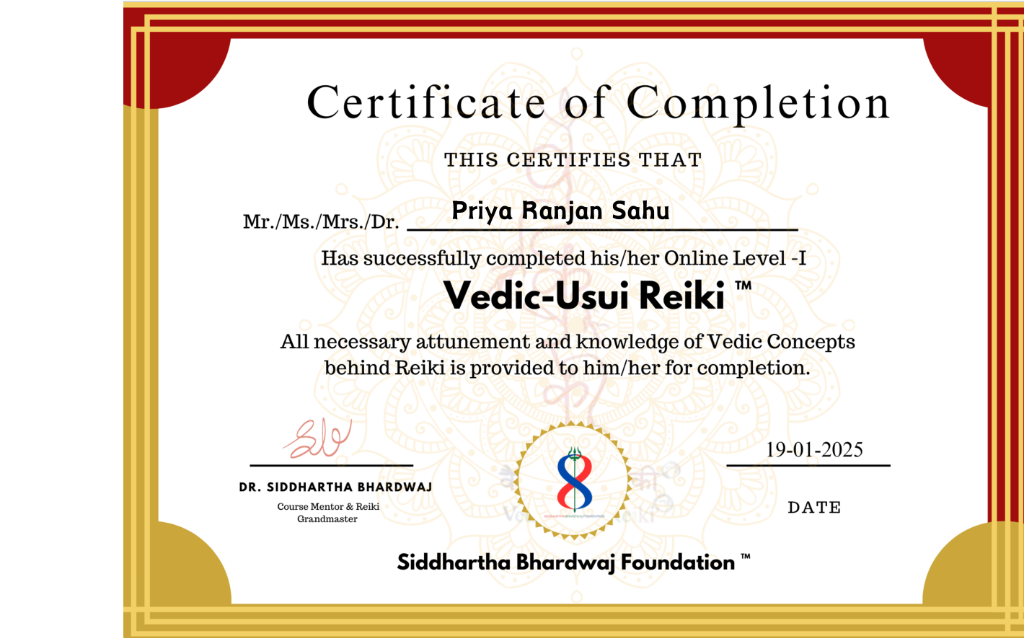 Certificate of Completion
THIS CERTIFIES THAT
Mr./Ms./Mrs./Dr. Priya Ranjan Sahu
Has successfully completed his/her Online Level -I
Vedic-Usui Reiki ™
All necessary attunement and knowledge of Vedic Concepts
behind Reiki is provided to him/her for completion.
19-01-2025
DR. SIDDHARTHA BHARDWAJ
Course Mentor & Reiki
Grandmaster
DATE
Siddhartha Bhardwaj Foundation ™